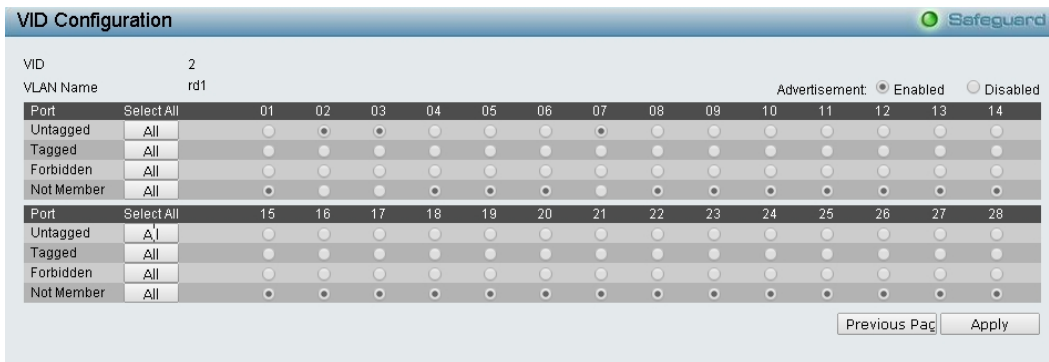 VID Configuration
Safeguard
VID 2
VLAN Name rd1
Advertisement: Enabled Disabled
Port Select All 01 02 03 04 05 06 07 08 09 10 11 12 13 14
Untagged All
Tagged All
Forbidden All
Not Member All
Port Select All 15 16 17 18 19 20 21 22 23 24 25 26 27 28
Untagged All
Tagged All
Forbidden All
Not Member All
Previous Pag Apply